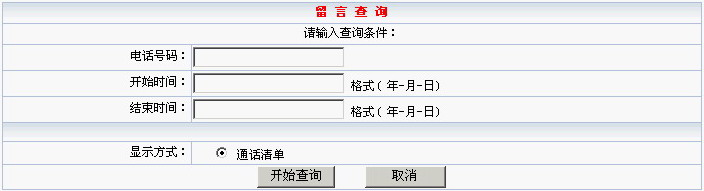 留 言 查 询
请输入查询条件：
电话号码：
开始时间： 格式( 年-月-日)
结束时间： 格式( 年-月-日)
显示方式： 通话清单
开始查询 取消